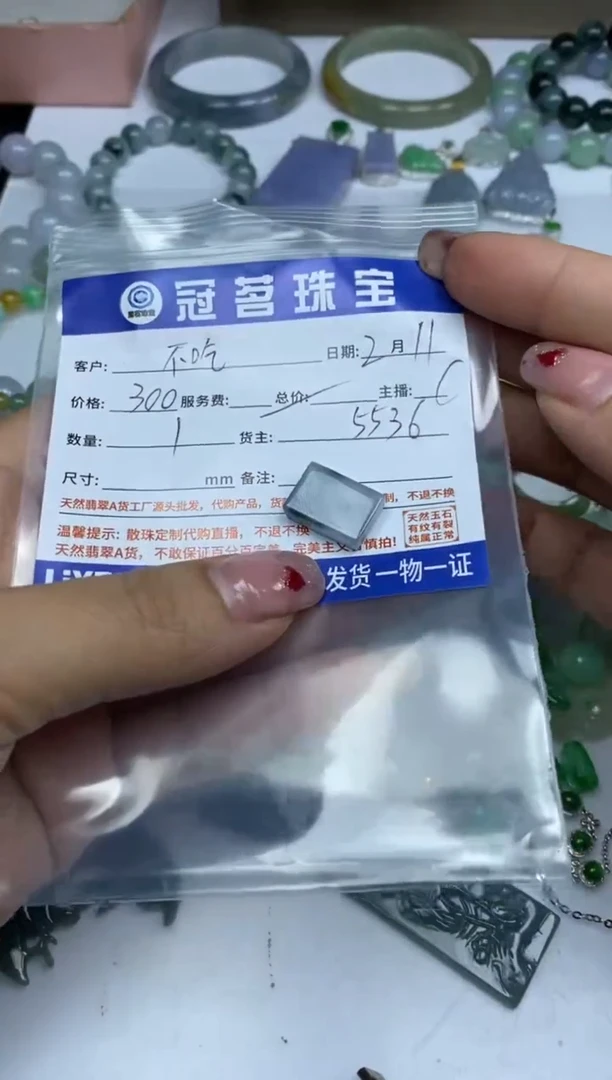 冠茗珠宝
客户: 不吃 日期: 2月11
价格: 300 服务费: 总价: 主播: C
数量: 1 货主: 5536
尺寸: mm 备注:
天然翡翠A货工厂源头批发，代购产品，货 制，不退不换
温馨提示: 散珠定制代购直播，不退不换
天然翡翠A货，不敢保证百分百完美，完美主义者慎拍!
天然玉石
有纹有裂
纯属正常
发货一物一证